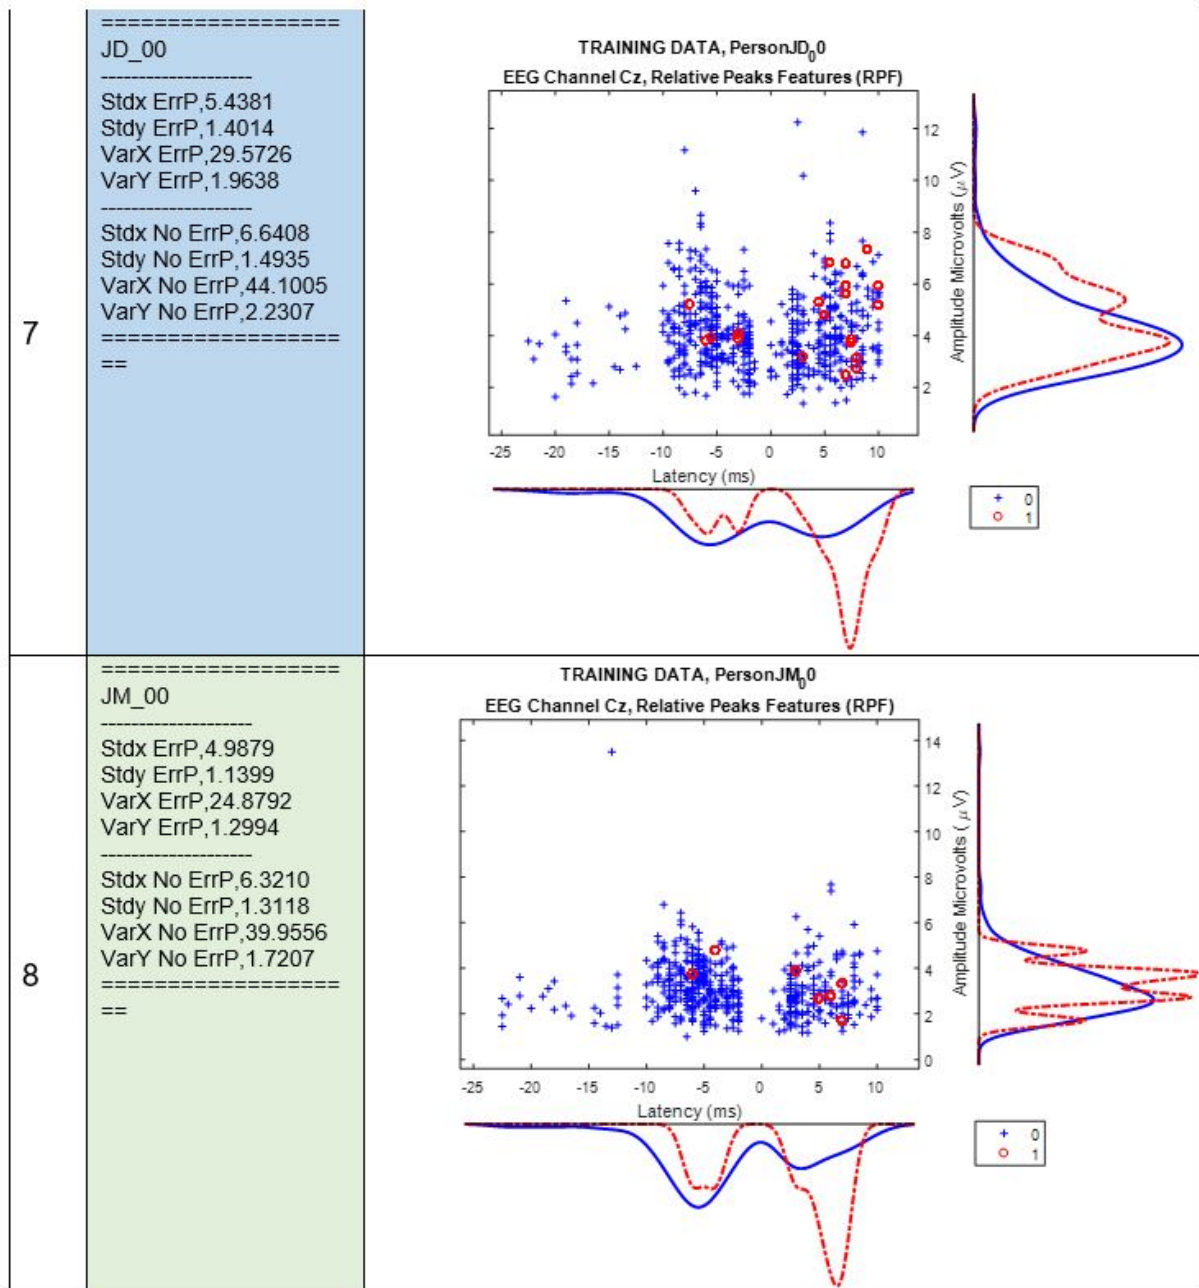 7
===================
JD_00
--------------------
Stdx ErrP,5.4381
Stdy ErrP,1.4014
VarX ErrP,29.5726
VarY ErrP,1.9638
--------------------
Stdx No ErrP,6.6408
Stdy No ErrP,1.4935
VarX No ErrP,44.1005
VarY No ErrP,2.2307
===================
==
TRAINING DATA, PersonJD00
EEG Channel Cz, Relative Peaks Features (RPF)
12
10
8
6
4
2
Amplitude Microvolts (μV)
-25 -20 -15 -10 -5 0 5 10
Latency (ms)
0
1
8
===================
JM_00
--------------------
Stdx ErrP,4.9879
Stdy ErrP,1.1399
VarX ErrP,24.8792
VarY ErrP,1.2994
--------------------
Stdx No ErrP,6.3210
Stdy No ErrP,1.3118
VarX No ErrP,39.9556
VarY No ErrP,1.7207
===================
==
TRAINING DATA, PersonJM00
EEG Channel Cz, Relative Peaks Features (RPF)
14
12
10
8
6
4
2
0
Amplitude Microvolts (μV)
-25 -20 -15 -10 -5 0 5 10
Latency (ms)
0
1